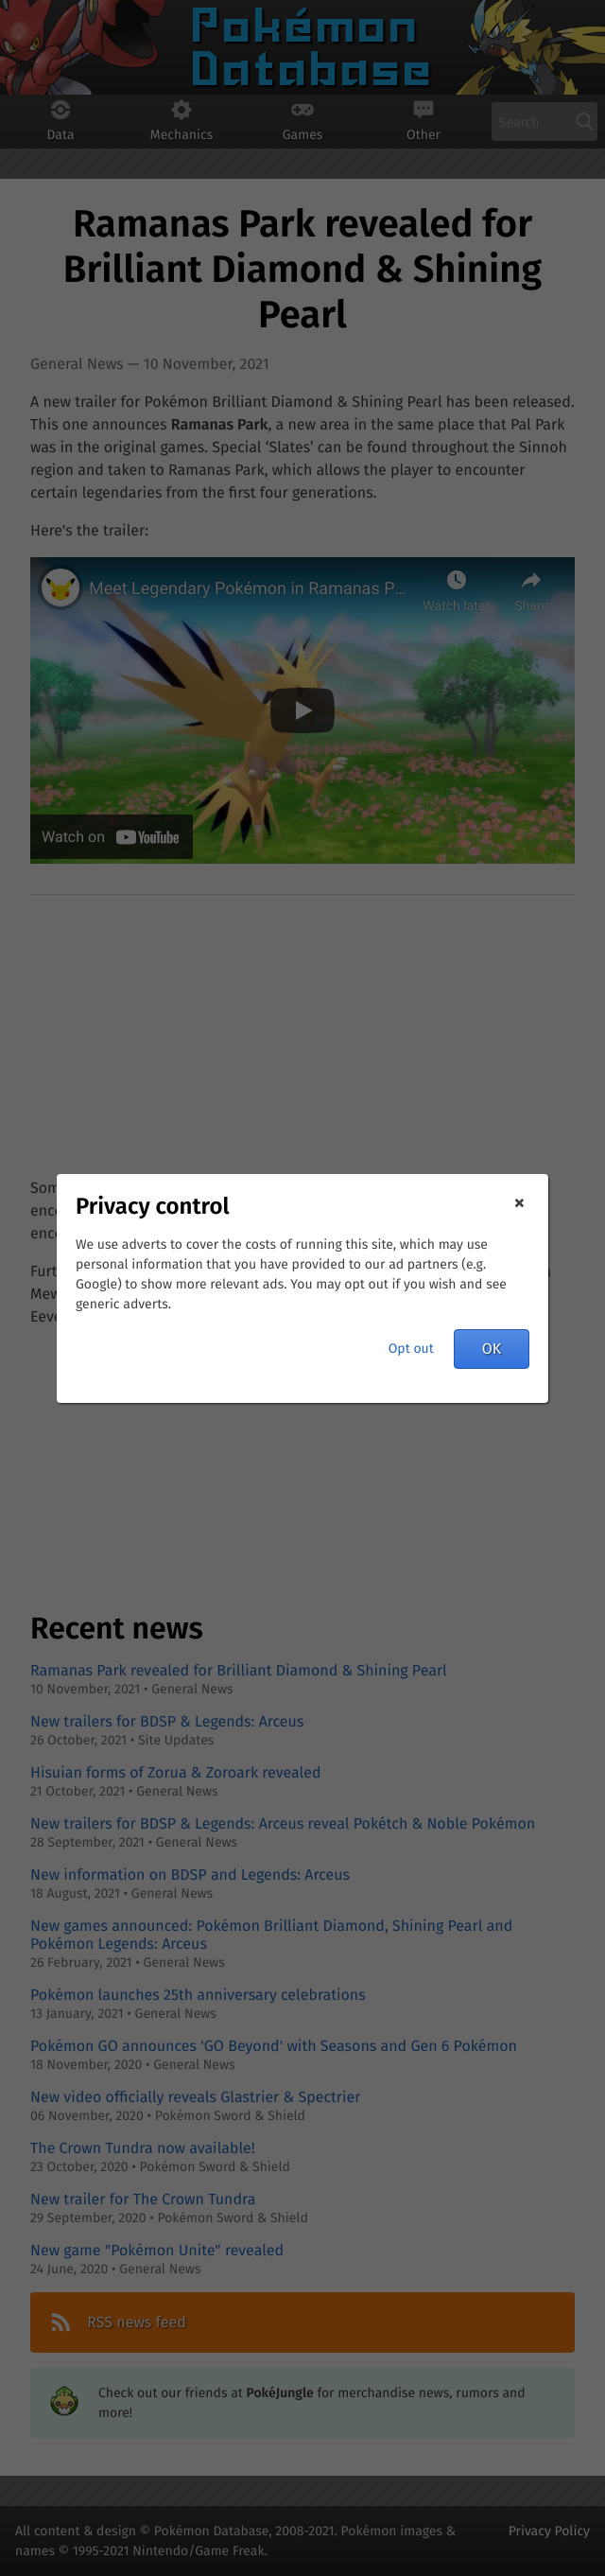 Pokémon
Database
Data
Mechanics
Games
Other
Search
Ramanas Park revealed for
Brilliant Diamond & Shining
Pearl
General News — 10 November, 2021
A new trailer for Pokémon Brilliant Diamond & Shining Pearl has been released.
This one announces Ramanas Park, a new area in the same place that Pal Park
was in the original games. Special ‘Slates’ can be found throughout the Sinnoh
region and taken to Ramanas Park, which allows the player to encounter
certain legendaries from the first four generations.
Here's the trailer:
Meet Legendary Pokémon in Ramanas P...
Watch later
Share
Watch on YouTube
Privacy control
×
We use adverts to cover the costs of running this site, which may use
personal information that you have provided to our ad partners (e.g.
Google) to show more relevant ads. You may opt out if you wish and see
generic adverts.
Opt out
OK
Recent news
Ramanas Park revealed for Brilliant Diamond & Shining Pearl
10 November, 2021 • General News
New trailers for BDSP & Legends: Arceus
26 October, 2021 • Site Updates
Hisuian forms of Zorua & Zoroark revealed
21 October, 2021 • General News
New trailers for BDSP & Legends: Arceus reveal Pokétch & Noble Pokémon
28 September, 2021 • General News
New information on BDSP and Legends: Arceus
18 August, 2021 • General News
New games announced: Pokémon Brilliant Diamond, Shining Pearl and
Pokémon Legends: Arceus
26 February, 2021 • General News
Pokémon launches 25th anniversary celebrations
13 January, 2021 • General News
Pokémon GO announces 'GO Beyond' with Seasons and Gen 6 Pokémon
18 November, 2020 • General News
New video officially reveals Glastrier & Spectrier
06 November, 2020 • Pokémon Sword & Shield
The Crown Tundra now available!
23 October, 2020 • Pokémon Sword & Shield
New trailer for The Crown Tundra
29 September, 2020 • Pokémon Sword & Shield
New game "Pokémon Unite" revealed
24 June, 2020 • General News
RSS news feed
Check out our friends at PokéJungle for merchandise news, rumors and
more!
All content & design © Pokémon Database, 2008-2021. Pokémon images &
names © 1995-2021 Nintendo/Game Freak.
Privacy Policy